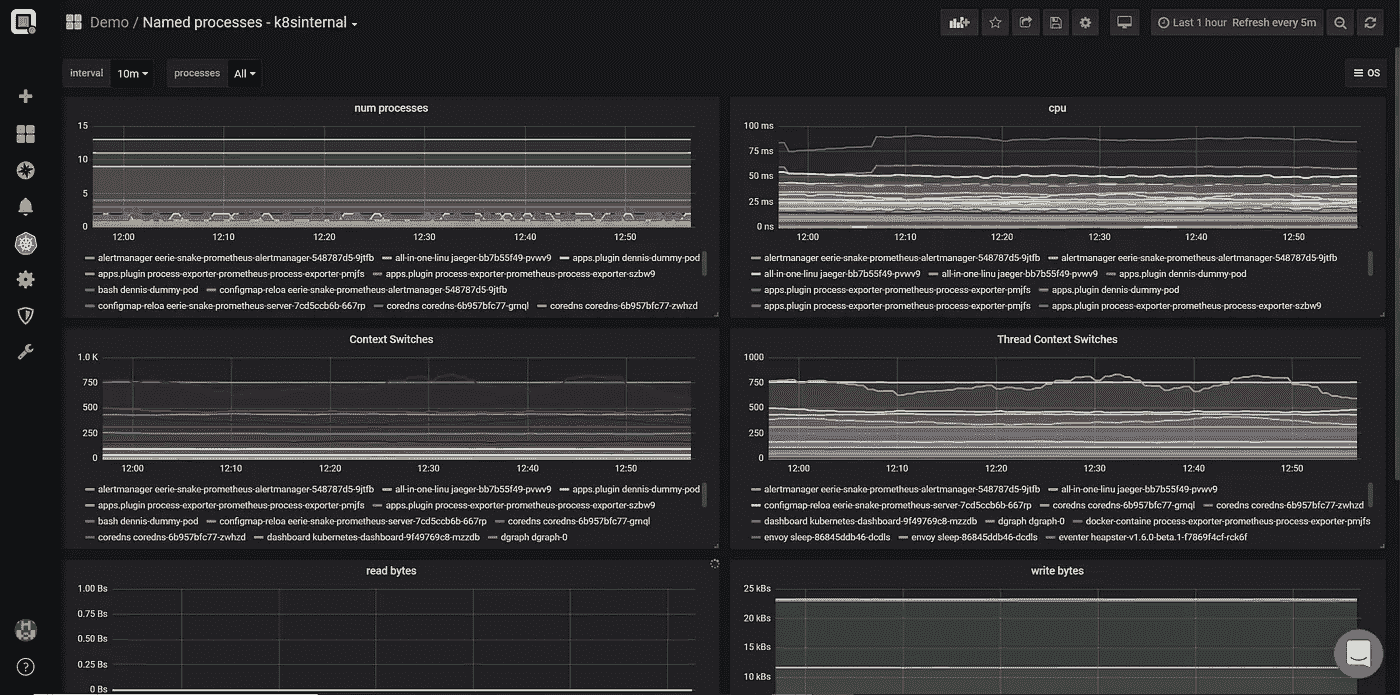 Demo / Named processes - k8sinternal
Last 1 hour Refresh every 5m
interval 10m processes All
OS
num processes
15
10
5
0
12:00 12:10 12:20 12:30 12:40 12:50
alertmanager eerie-snake-prometheus-alertmanager-548787d5-9jtfb all-in-one-linu jaeger-bb7b55f49-pvwv9 apps.plugin dennis-dummy-pod
apps.plugin process-exporter-prometheus-process-exporter-pmjfs apps.plugin process-exporter-prometheus-process-exporter-szbw9
bash dennis-dummy-pod configmap-reloa eerie-snake-prometheus-alertmanager-548787d5-9jtfb
configmap-reloa eerie-snake-prometheus-server-7cd5ccb6b-667rp coredns coredns-6b957bfc77-grnql coredns coredns-6b957bfc77-zwhzd
cpu
100 ms
75 ms
50 ms
25 ms
0 ns
12:00 12:10 12:20 12:30 12:40 12:50
alertmanager eerie-snake-prometheus-alertmanager-548787d5-9jtfb alertmanager eerie-snake-prometheus-alertmanager-548787d5-9jtfb
all-in-one-linu jaeger-bb7b55f49-pvwv9 all-in-one-linu jaeger-bb7b55f49-pvwv9 apps.plugin dennis-dummy-pod
apps.plugin process-exporter-prometheus-process-exporter-pmjfs apps.plugin dennis-dummy-pod
apps.plugin process-exporter-prometheus-process-exporter-pmjfs apps.plugin process-exporter-prometheus-process-exporter-szbw9
Context Switches
1.0 K
750
500
250
0
12:00 12:10 12:20 12:30 12:40 12:50
alertmanager eerie-snake-prometheus-alertmanager-548787d5-9jtfb all-in-one-linu jaeger-bb7b55f49-pvwv9 apps.plugin dennis-dummy-pod
apps.plugin process-exporter-prometheus-process-exporter-pmjfs apps.plugin process-exporter-prometheus-process-exporter-szbw9
bash dennis-dummy-pod configmap-reloa eerie-snake-prometheus-server-7cd5ccb6b-667rp coredns coredns-6b957bfc77-grnql
coredns coredns-6b957bfc77-zwhzd dashboard kubernetes-dashboard-9f49769c8-mzzdb dgraph dgraph-0
Thread Context Switches
1000
750
500
250
0
12:00 12:10 12:20 12:30 12:40 12:50
alertmanager eerie-snake-prometheus-alertmanager-548787d5-9jtfb all-in-one-linu jaeger-bb7b55f49-pvwv9
configmap-reloa eerie-snake-prometheus-server-7cd5ccb6b-667rp coredns coredns-6b957bfc77-grnql coredns coredns-6b957bfc77-zwhzd
dashboard kubernetes-dashboard-9f49769c8-mzzdb dgraph dgraph-0 docker-containe process-exporter-prometheus-process-exporter-pmjfs
envoy sleep-86845ddb46-dcdls envoy sleep-86845ddb46-dcdls eventer heapster-v1.6.0-beta.1-f7869f4cf-rck6f
read bytes
1.00 Bs
0.75 Bs
0.50 Bs
0.25 Bs
0 Bs
write bytes
25 kBs
20 kBs
15 kBs
10 kBs